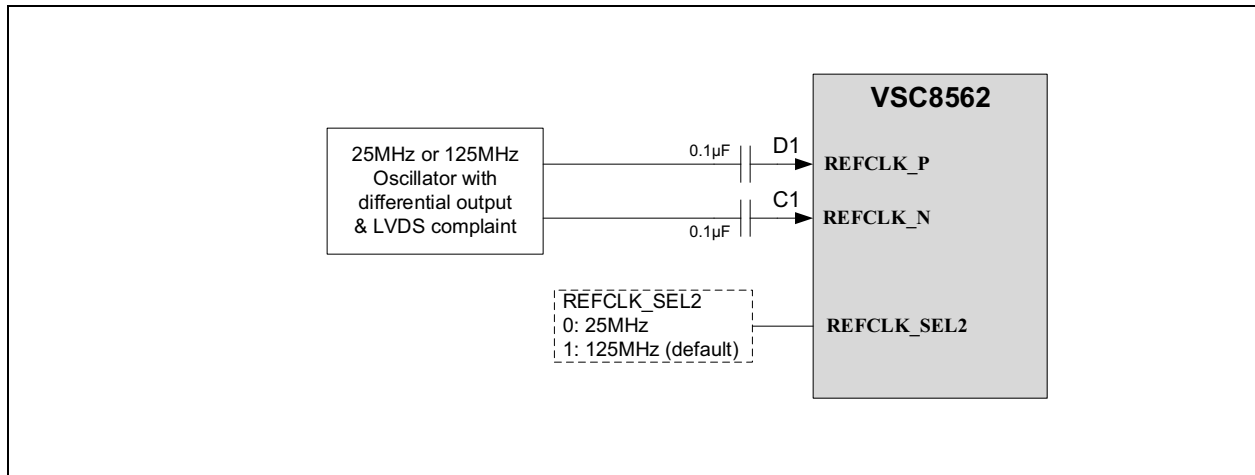 VSC8562
25MHz or 125MHz
Oscillator with
differential output
& LVDS complaint
0.1µF
D1
REFCLK_P
0.1µF
C1
REFCLK_N
REFCLK_SEL2
0: 25MHz
1: 125MHz (default)
REFCLK_SEL2